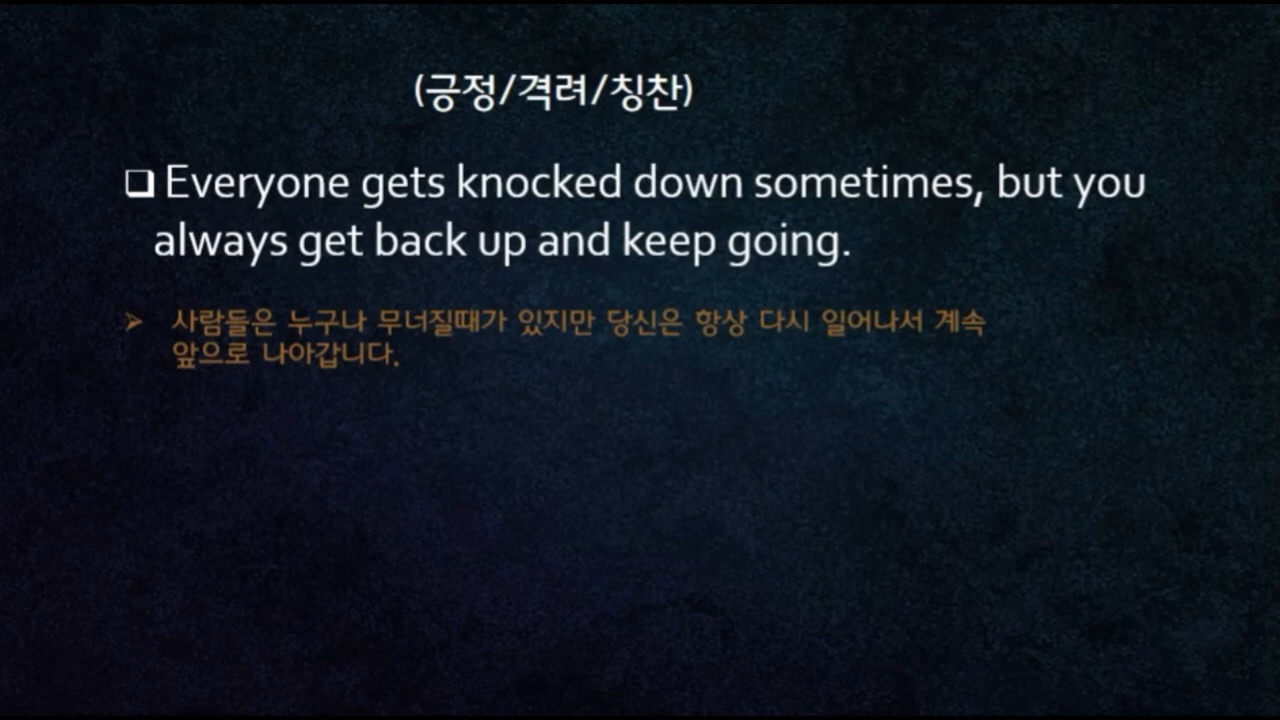 (긍정/격려/칭찬)
❑ Everyone gets knocked down sometimes, but you
always get back up and keep going.
➢ 사람들은 누구나 무너질때가 있지만 당신은 항상 다시 일어나서 계속
앞으로 나아갑니다.